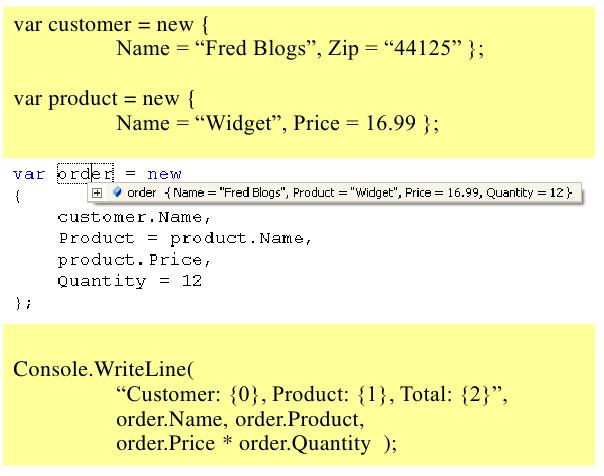 var customer = new {
Name = “Fred Blogs”, Zip = “44125” };
var product = new {
Name = “Widget”, Price = 16.99 };
var order = new
{
order { Name = "Fred Blogs", Product = "Widget", Price = 16.99, Quantity = 12 }
customer.Name,
Product = product.Name,
product.Price,
Quantity = 12
};
Console.WriteLine(
“Customer: {0}, Product: {1}, Total: {2}”,
order.Name, order.Product,
order.Price * order.Quantity );